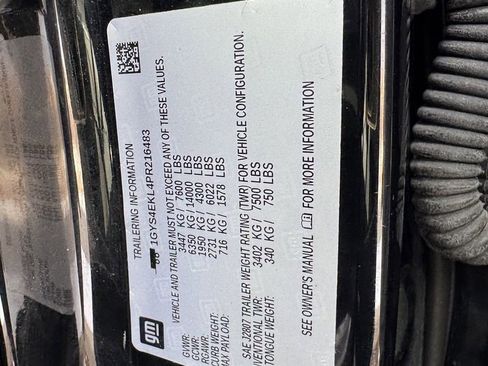 TRAILERING INFORMATION
1GYS4EKL4PR216483
VEHICLE AND TRAILER MUST NOT EXCEED ANY OF THESE VALUES.
GVWR: 3447 KG / 7600 LBS
GCWR: 6350 KG / 14000 LBS
RGAWR: 1950 KG / 4300 LBS
CURB WEIGHT: 2731 KG / 6022 LBS
MAX PAYLOAD: 716 KG / 1578 LBS
SAE J2807 TRAILER WEIGHT RATING (TWR) FOR VEHICLE CONFIGURATION.
ONVENTIONAL TWR: 3402 KG / 7500 LBS
TONGUE WEIGHT: 340 KG / 750 LBS
SEE OWNER'S MANUAL FOR MORE INFORMATION
gm